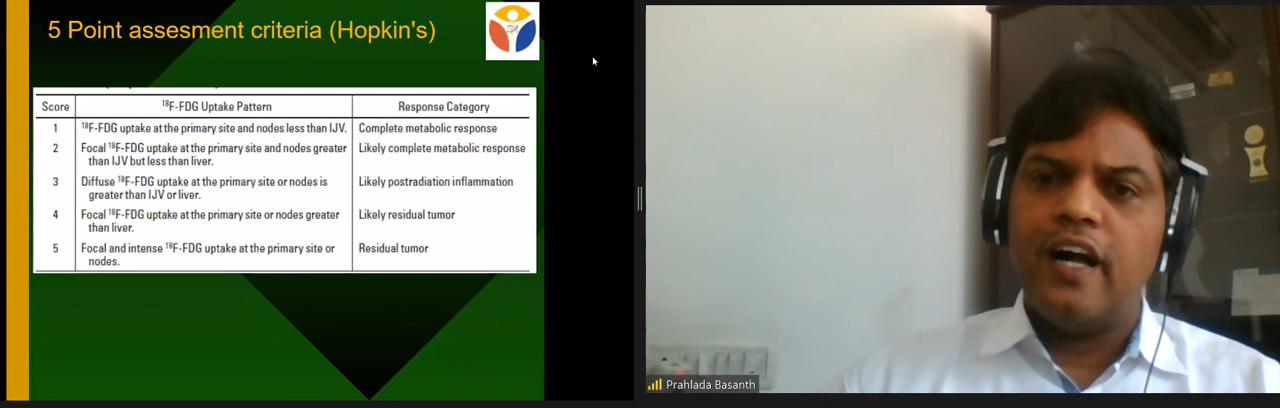 5 Point assesment criteria (Hopkin's)
Score 18F-FDG Uptake Pattern Response Category
1 18F-FDG uptake at the primary site and nodes less than IJV. Complete metabolic response
2 Focal 18F-FDG uptake at the primary site and nodes greater Likely complete metabolic response
than IJV but less than liver.
3 Diffuse 18F-FDG uptake at the primary site or nodes is Likely postradiation inflammation
greater than IJV or liver.
4 Focal 18F-FDG uptake at the primary site or nodes greater Likely residual tumor
than liver.
5 Focal and intense 18F-FDG uptake at the primary site or Residual tumor
nodes.
Prahlada Basanth